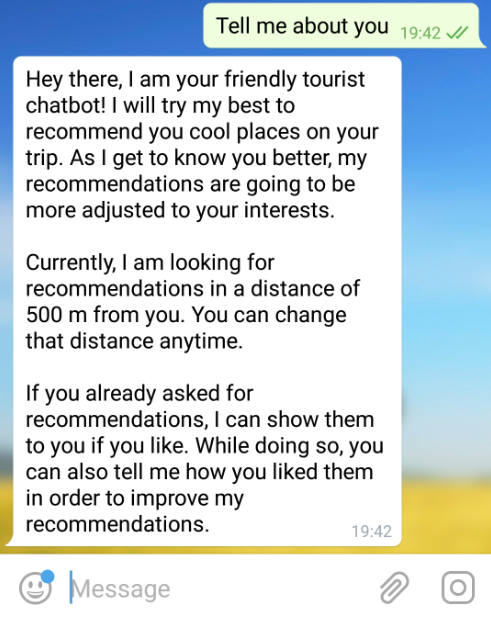 Tell me about you 19:42
Hey there, I am your friendly tourist
chatbot! I will try my best to
recommend you cool places on your
trip. As I get to know you better, my
recommendations are going to be
more adjusted to your interests.
Currently, I am looking for
recommendations in a distance of
500 m from you. You can change
that distance anytime.
If you already asked for
recommendations, I can show them
to you if you like. While doing so, you
can also tell me how you liked them
in order to improve my
recommendations. 19:42
Message